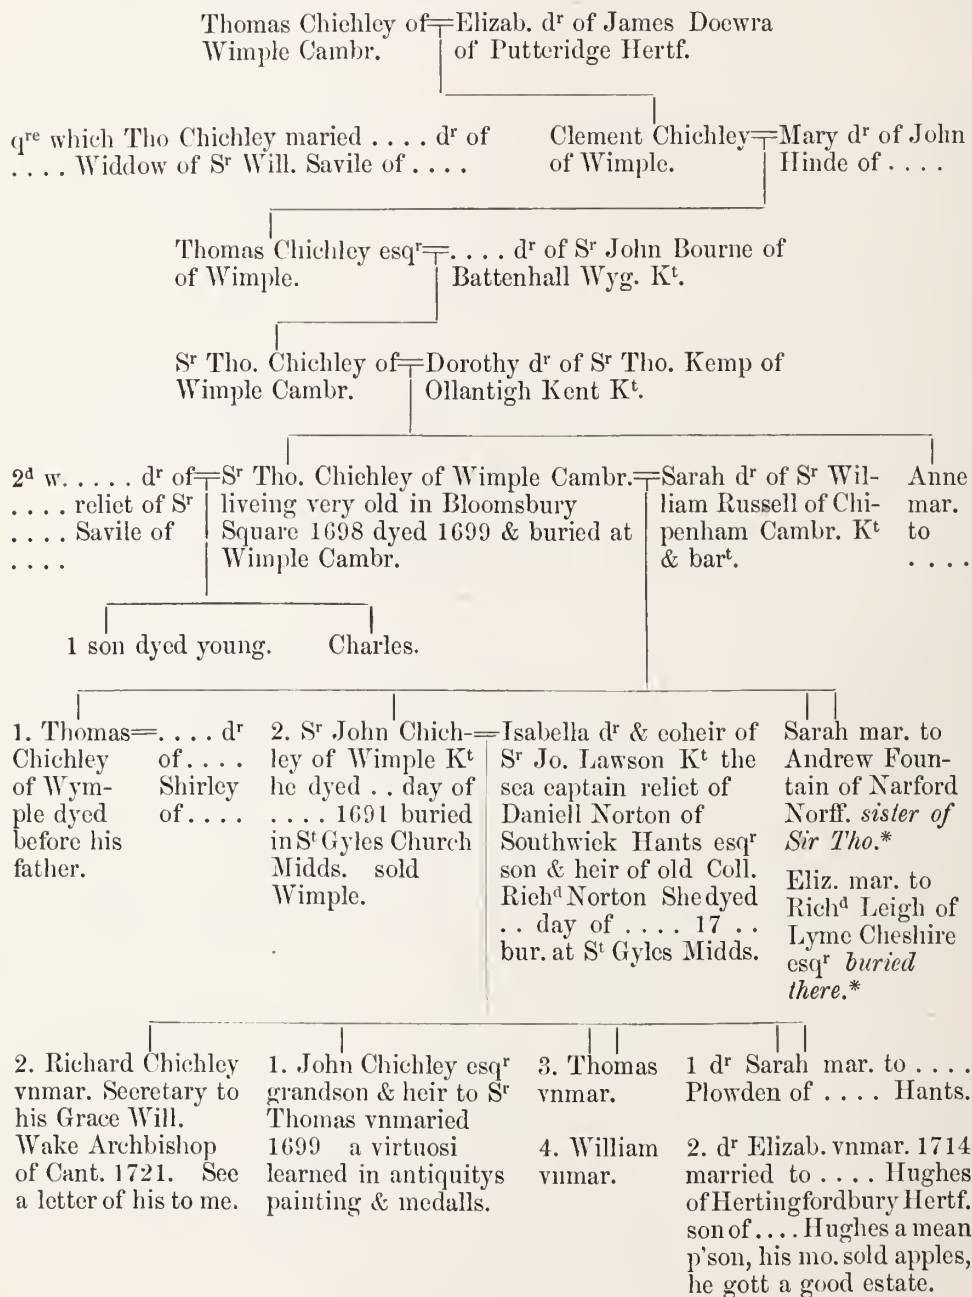 Thomas Chichley of Elizab. dr of James Docwra
Wimple Cambr. of Putteridge Hertf.
qre which Tho Chichley maried .... dr of
.... Widdow of Sr Will. Savile of ....
Clement Chichley Mary dr of John
of Wimple. Hinde of ....
Thomas Chichley esqr .... dr of Sr John Bourne of
of Wimple. Battenhall Wyg. Kt.
Sr Tho. Chichley of Dorothy dr of Sr Tho. Kemp of
Wimple Cambr. Ollantigh Kent Kt.
2d w. .... dr of
.... relict of Sr
.... Savile of
....
Sr Tho. Chichley of Wimple Cambr.
liveing very old in Bloomsbury
Square 1698 dyed 1699 & buried at
Wimple Cambr.
Sarah dr of Sr Wil-
liam Russell of Chi-
penham Cambr. Kt
& bart.
Anne
mar.
to
....
1 son dyed young. Charles.
1. Thomas
Chichley
of Wym-
ple dyed
before his
father.
.... dr
of ....
Shirley
of ....
2. Sr John Chich-
ley of Wimple Kt
he dyed .. day of
.... 1691 buried
in St Gyles Church
Midds. sold
Wimple.
Isabella dr & coheir of
Sr Jo. Lawson Kt the
sea captain relict of
Daniell Norton of
Southwick Hants esqr
son & heir of old Coll.
Richd Norton She dyed
.. day of .... 17 ..
bur. at St Gyles Midds.
Sarah mar. to
Andrew Foun-
tain of Narford
Norff. sister of
Sir Tho.*
Eliz. mar. to
Richd Leigh of
Lyme Cheshire
esqr buried
there.*
2. Richard Chichley
vnmar. Secretary to
his Grace Will.
Wake Archbishop
of Cant. 1721. See
a letter of his to me.
1. John Chichley esqr
grandson & heir to Sr
Thomas vnmaried
1699 a virtuosi
learned in antiquitys
painting & medalls.
3. Thomas
vnmar.
4. William
vnmar.
1 dr Sarah mar. to ....
Plowden of .... Hants.
2. dr Elizab. vnmar. 1714
married to .... Hughes
of Hertingfordbury Hertf.
son of .... Hughes a mean
p'son, his mo. sold apples,
he gott a good estate.